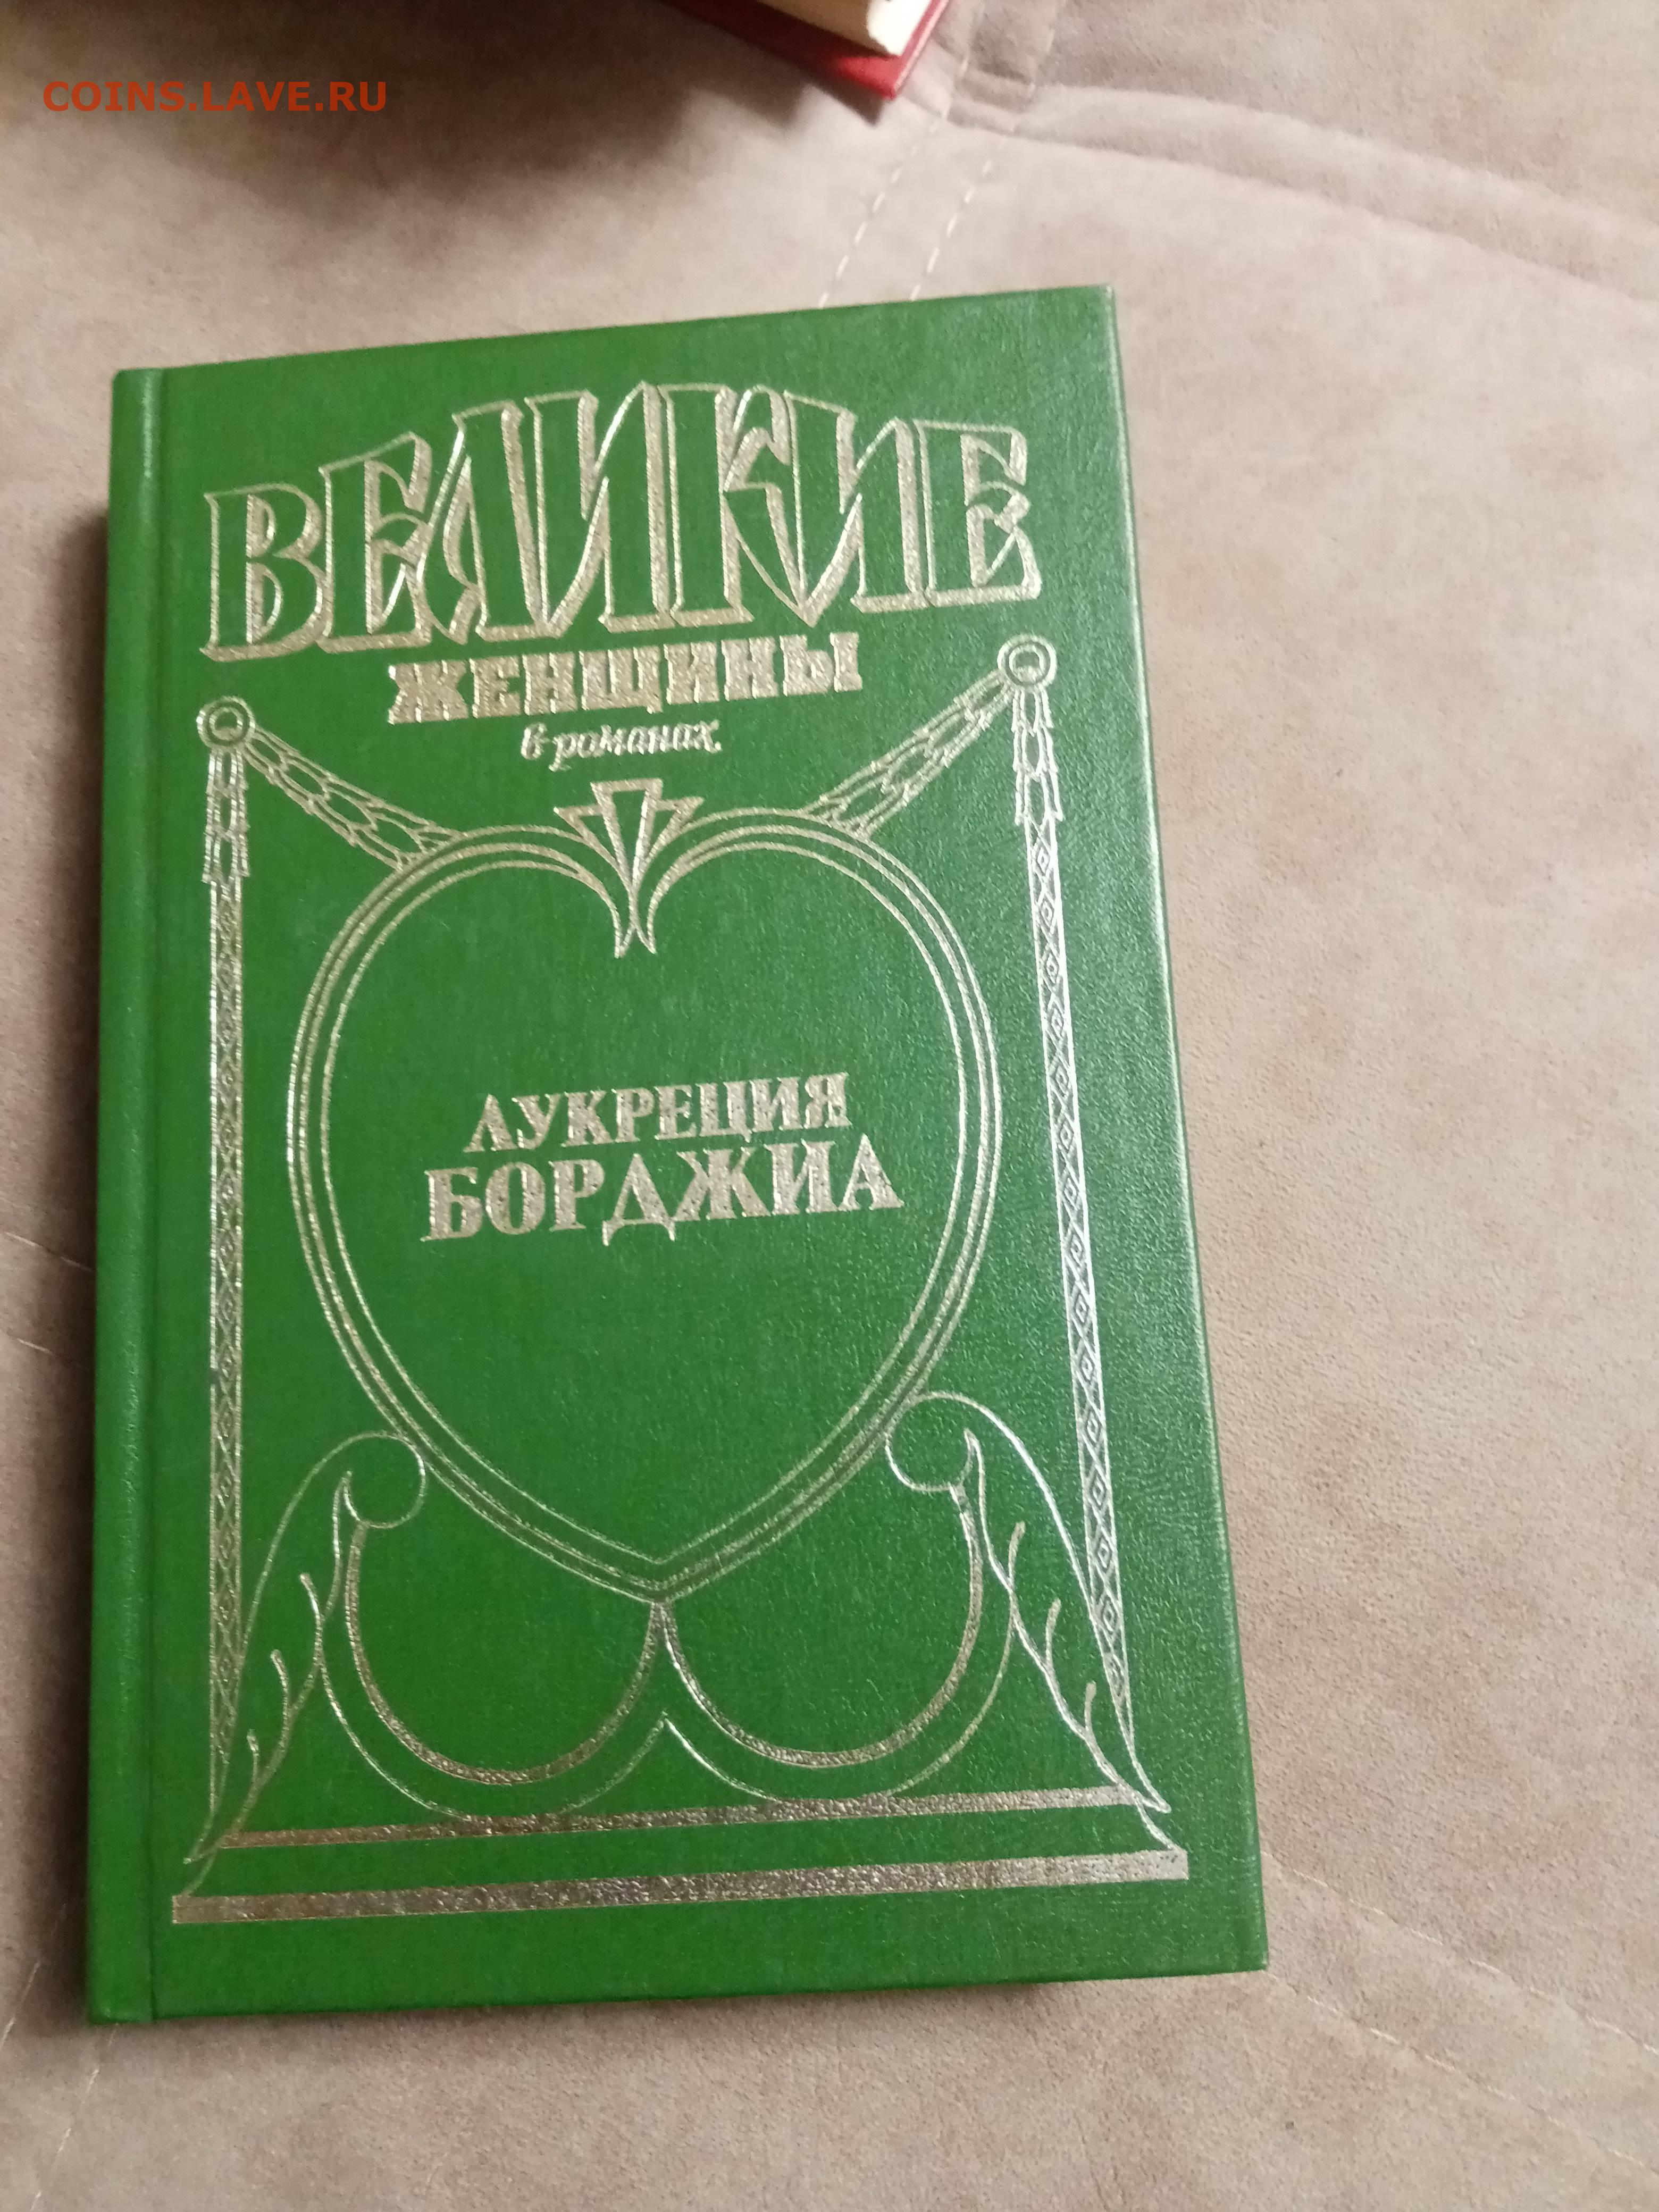 COINS.LAVE.RU
ВЕЛИКИЕ
ЖЕНЩИНЫ
в романах
ЛУКРЕЦИЯ
БОРДЖИА